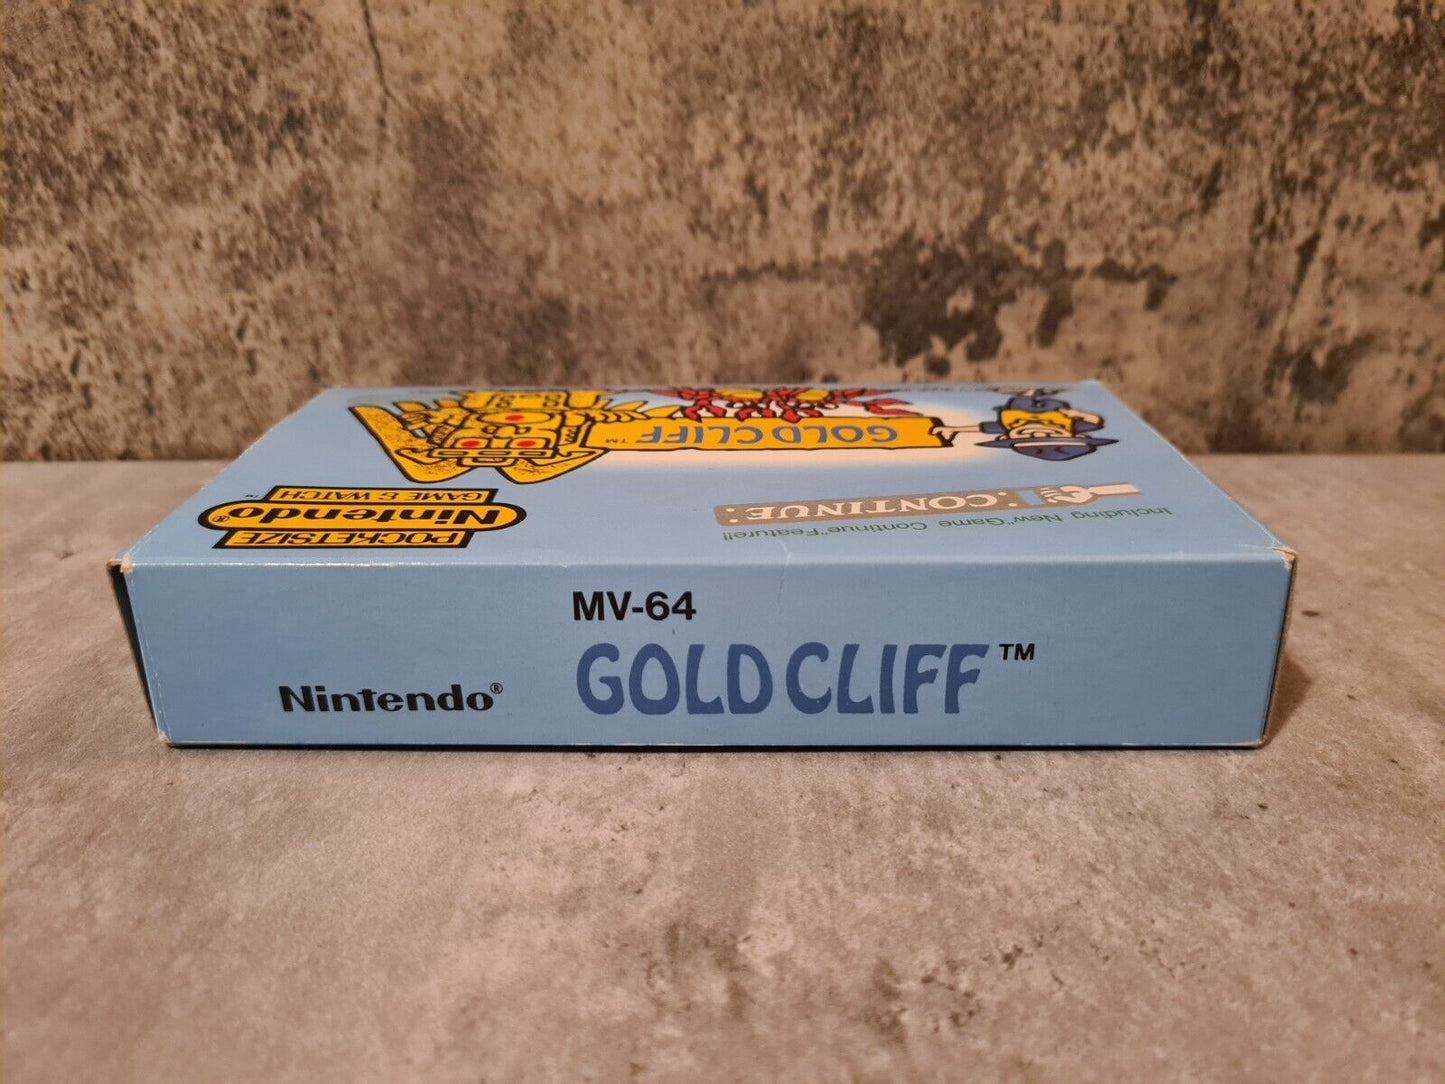 GOLD CLIFF™
:CONTINUE:
Including New "Game Continue" Feature!!
POCKETSIZE
Nintendo®
GAME & WATCH™
MV-64
GOLD CLIFF™
Nintendo®